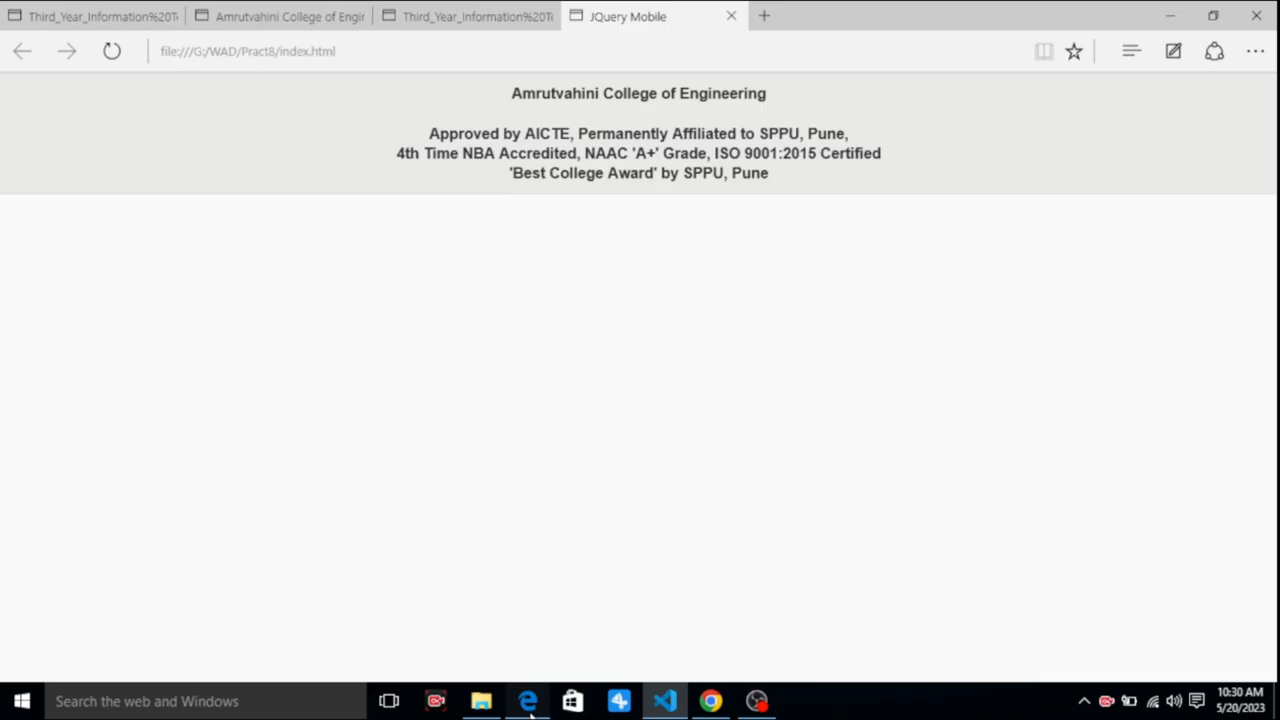 Third_Year_Information%20T
Amrutvahini College of Engir
Third_Year_Information%20T
JQuery Mobile
file:///G:/WAD/Pract8/index.html
Amrutvahini College of Engineering
Approved by AICTE, Permanently Affiliated to SPPU, Pune,
4th Time NBA Accredited, NAAC 'A+' Grade, ISO 9001:2015 Certified
'Best College Award' by SPPU, Pune
Search the web and Windows
10:30 AM
5/20/2023